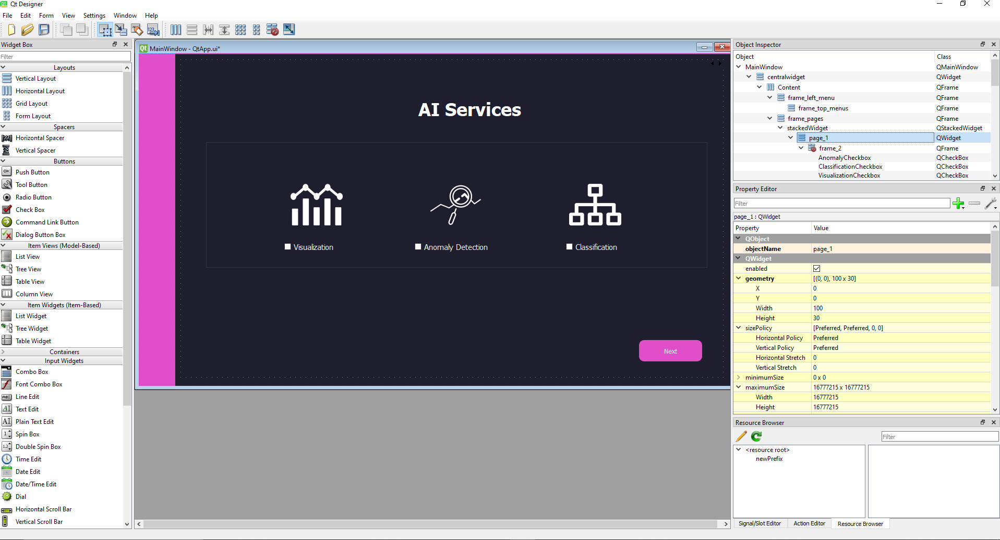 Qt Designer
File Edit Form View Settings Window Help
Widget Box
Filter
Layouts
Vertical Layout
Horizontal Layout
Grid Layout
Form Layout
Spacers
Horizontal Spacer
Vertical Spacer
Buttons
Push Button
Tool Button
Radio Button
Check Box
Command Link Button
Dialog Button Box
Item Views (Model-Based)
List View
Tree View
Table View
Column View
Item Widgets (Item-Based)
List Widget
Tree Widget
Table Widget
Containers
Input Widgets
Combo Box
Font Combo Box
Line Edit
Text Edit
Plain Text Edit
Spin Box
Double Spin Box
Time Edit
Date Edit
Date/Time Edit
Dial
Horizontal Scroll Bar
Vertical Scroll Bar
MainWindow - QtApp.ui*
AI Services
Visualization
Anomaly Detection
Classification
Next
Object Inspector
Object Class
MainWindow QMainWindow
centralwidget QWidget
Content QFrame
frame_left_menu QFrame
frame_top_menus QFrame
frame_pages QFrame
stackedWidget QStackedWidget
page_1 QWidget
frame_2 QFrame
AnomalyCheckbox QCheckBox
ClassificationCheckbox QCheckBox
VisualizationCheckbox QCheckBox
Property Editor
Filter
page_1 : QWidget
Property Value
QObject
objectName page_1
QWidget
enabled
geometry [(0, 0), 100 x 30]
X 0
Y 0
Width 100
Height 30
sizePolicy [Preferred, Preferred, 0, 0]
Horizontal Policy Preferred
Vertical Policy Preferred
Horizontal Stretch 0
Vertical Stretch 0
minimumSize 0 x 0
maximumSize 16777215 x 16777215
Width 16777215
Height 16777215
Resource Browser
Filter
<resource root>
newPrefix
Signal/Slot Editor Action Editor Resource Browser